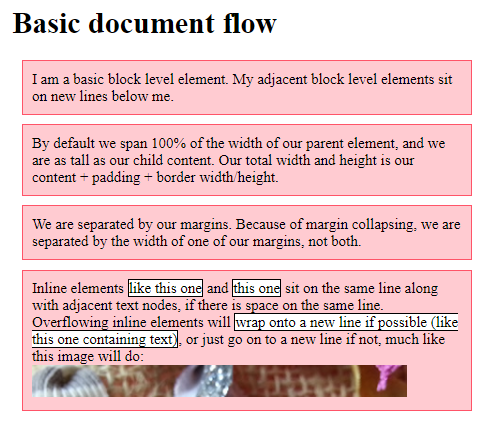 Basic document flow
I am a basic block level element. My adjacent block level elements sit
on new lines below me.
By default we span 100% of the width of our parent element, and we
are as tall as our child content. Our total width and height is our
content + padding + border width/height.
We are separated by our margins. Because of margin collapsing, we are
separated by the width of one of our margins, not both.
Inline elements like this one and this one sit on the same line along
with adjacent text nodes, if there is space on the same line.
Overflowing inline elements will wrap onto a new line if possible (like
this one containing text), or just go on to a new line if not, much like
this image will do: